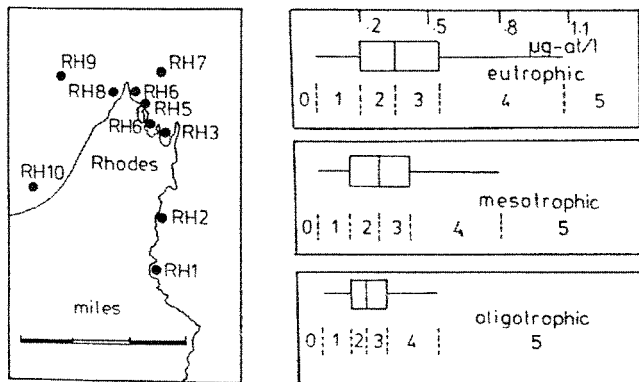 RH9
RH7
RH8
RH6
RH5
RH6
RH3
Rhodes
RH10
RH2
RH1
miles
.2 .5 .8 1.1
µg-at/l
eutrophic
0 1 2 3 4 5
mesotrophic
0 1 2 3 4 5
oligotrophic
0 1 2 3 4 5